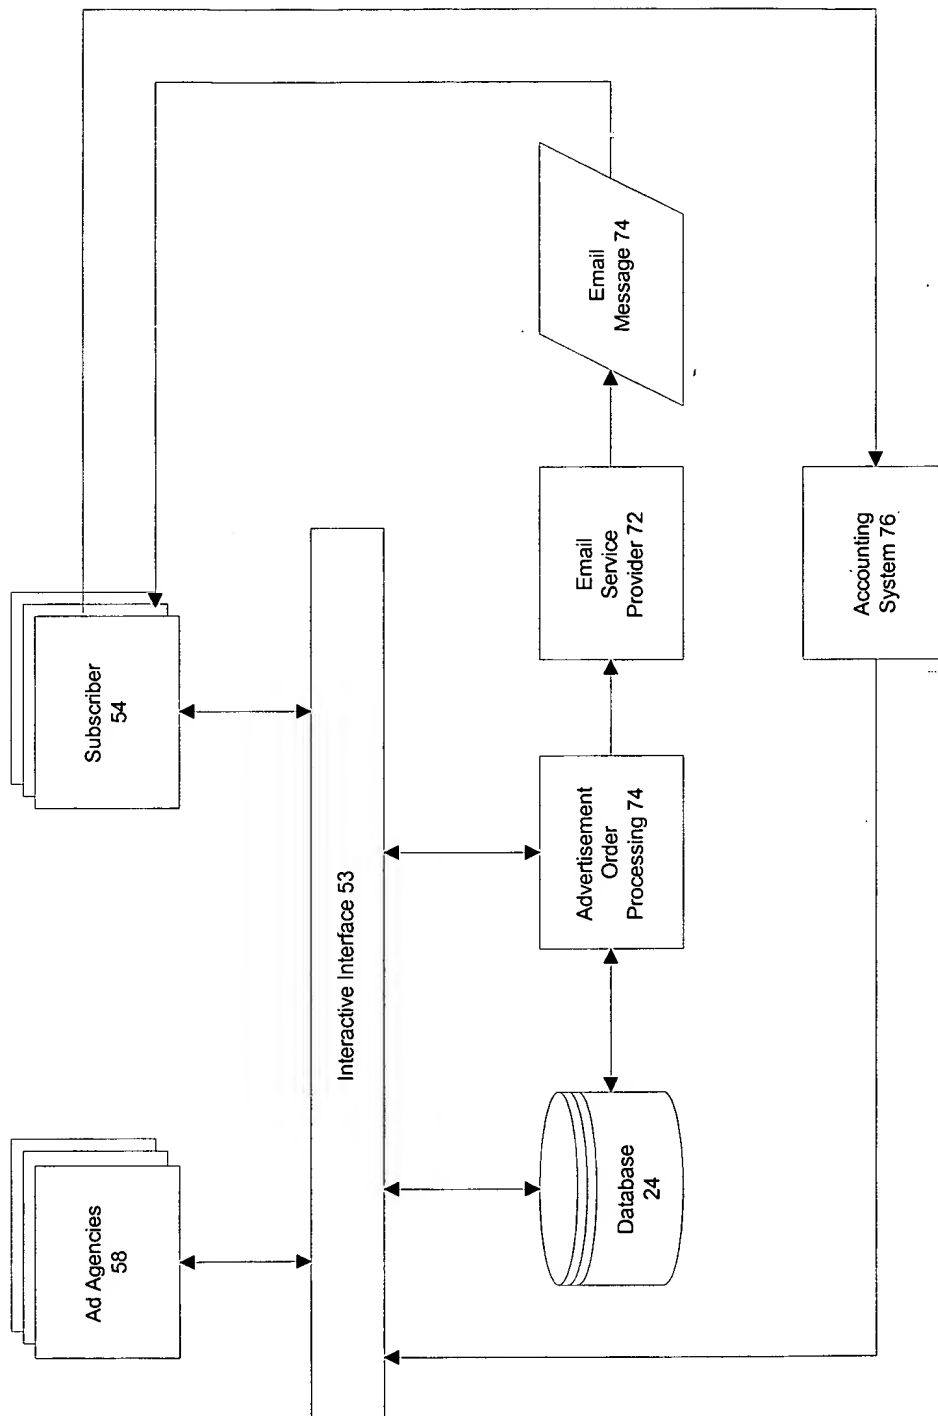 Ad Agencies
58
Subscriber
54
Interactive Interface 53
Database
24
Advertisement
Order
Processing 74
Email
Service
Provider 72
Email
Message 74
Accounting
System 76